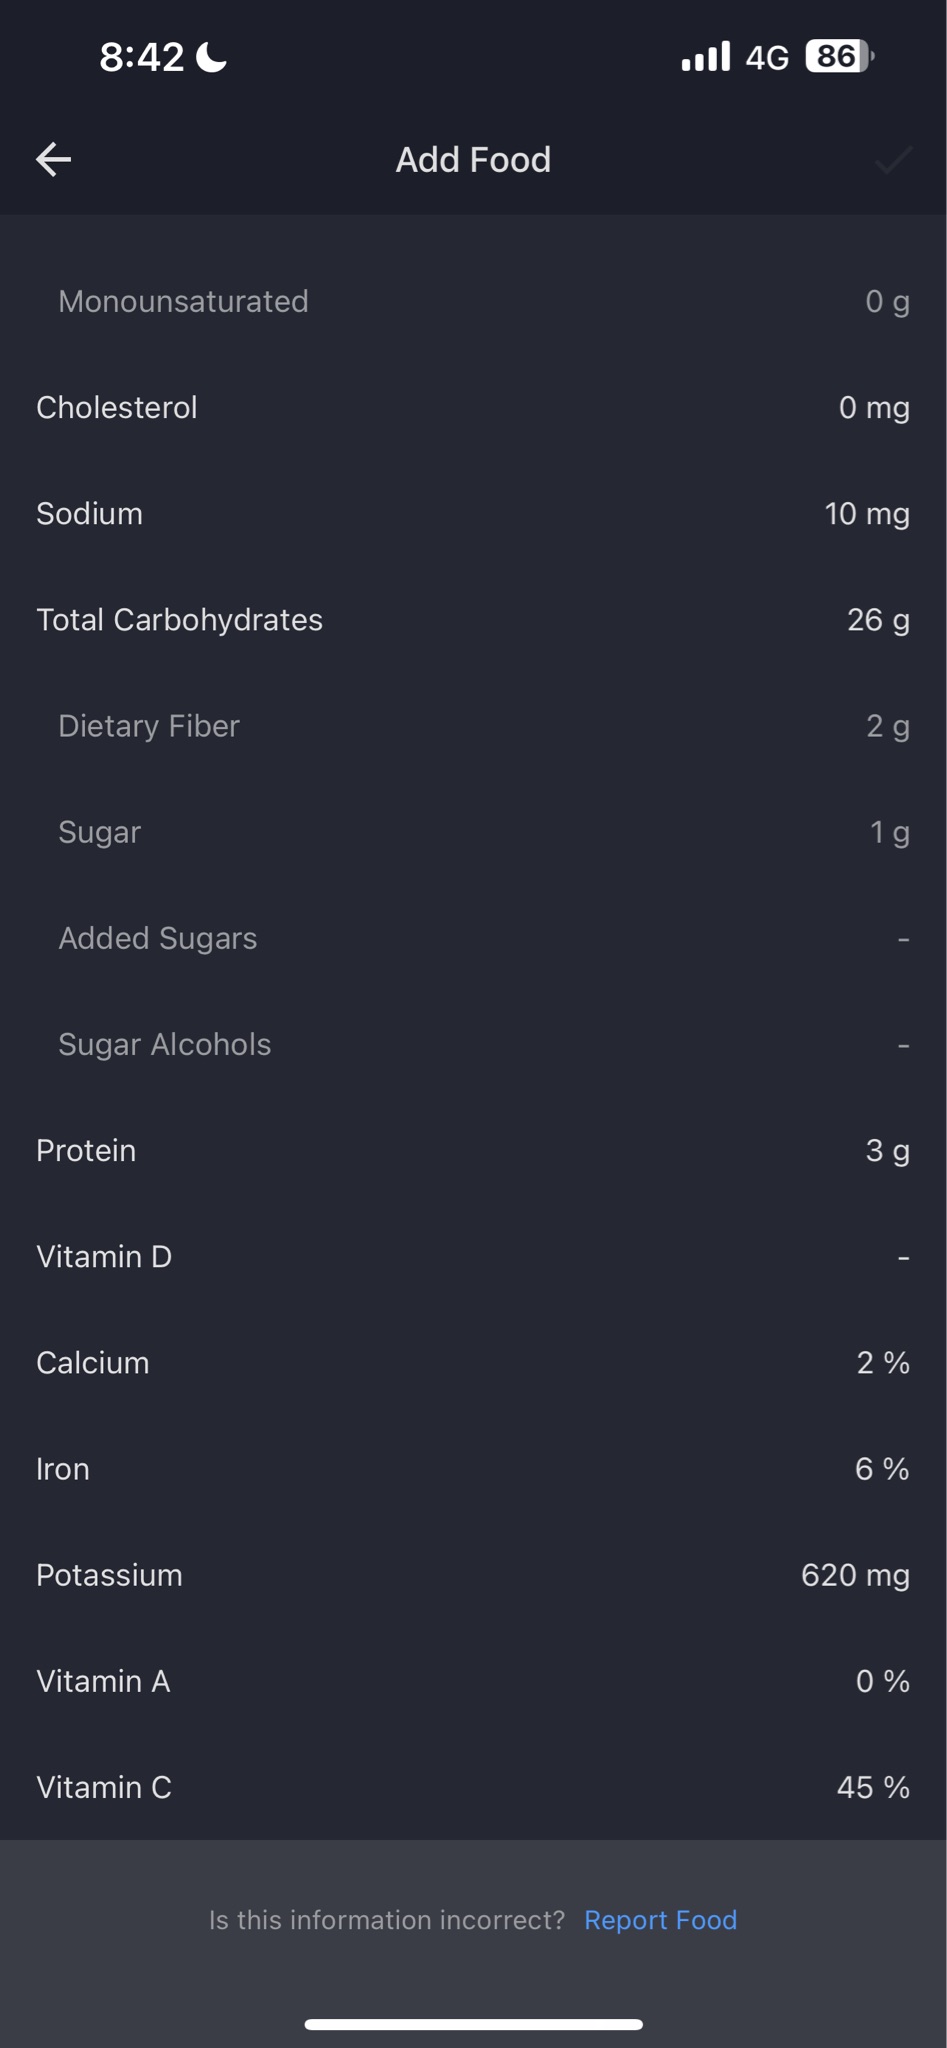 8:42 4G 86
Add Food
Monounsaturated 0 g
Cholesterol 0 mg
Sodium 10 mg
Total Carbohydrates 26 g
Dietary Fiber 2 g
Sugar 1 g
Added Sugars -
Sugar Alcohols -
Protein 3 g
Vitamin D -
Calcium 2 %
Iron 6 %
Potassium 620 mg
Vitamin A 0 %
Vitamin C 45 %
Is this information incorrect? Report Food